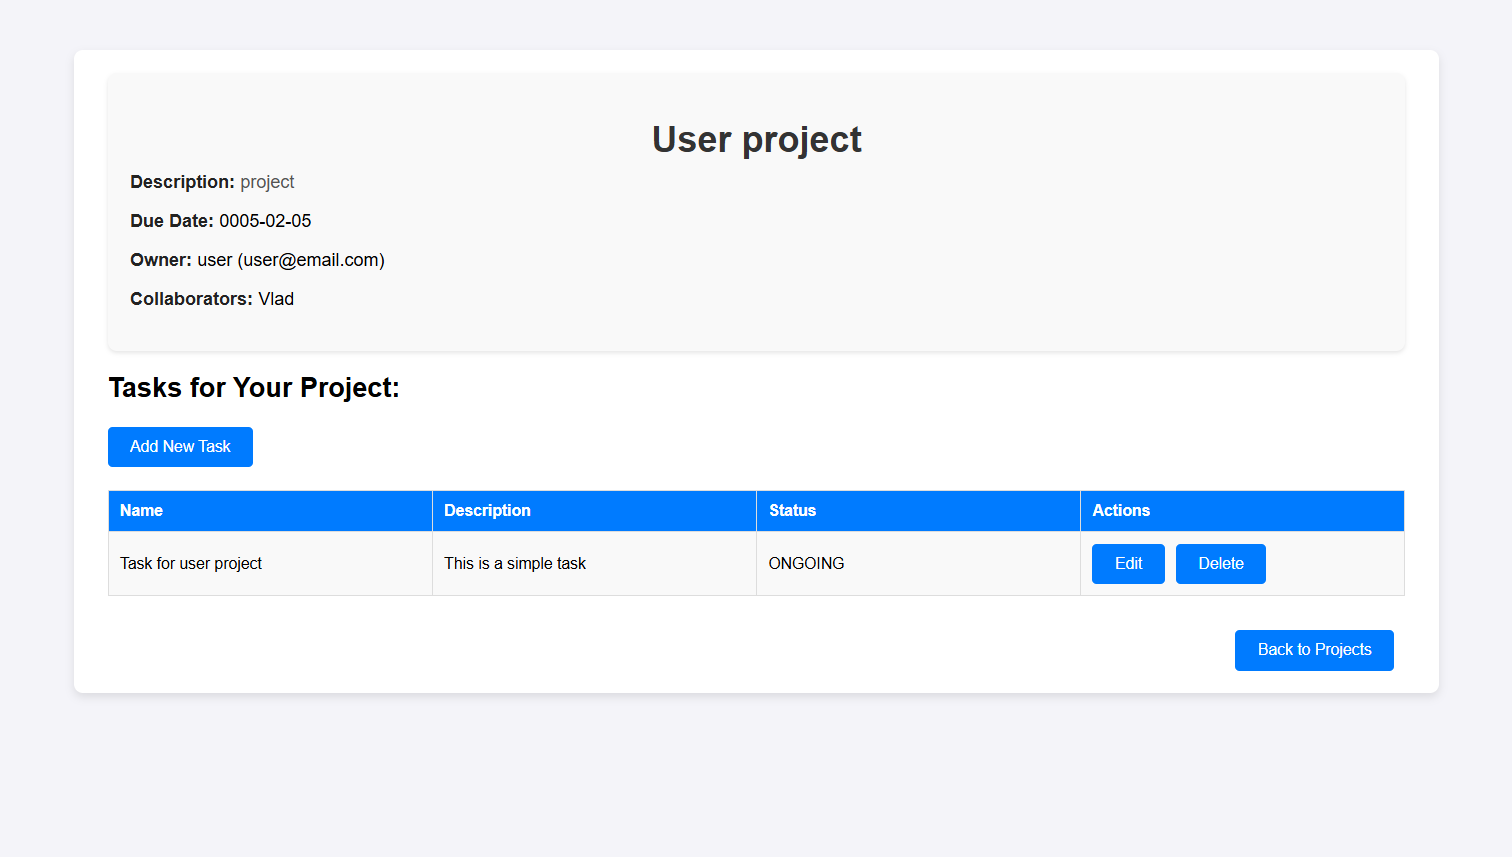 User project
Description: project
Due Date: 0005-02-05
Owner: user (user@email.com)
Collaborators: Vlad
Tasks for Your Project:
Add New Task
Name Description Status Actions
Task for user project This is a simple task ONGOING Edit Delete
Back to Projects